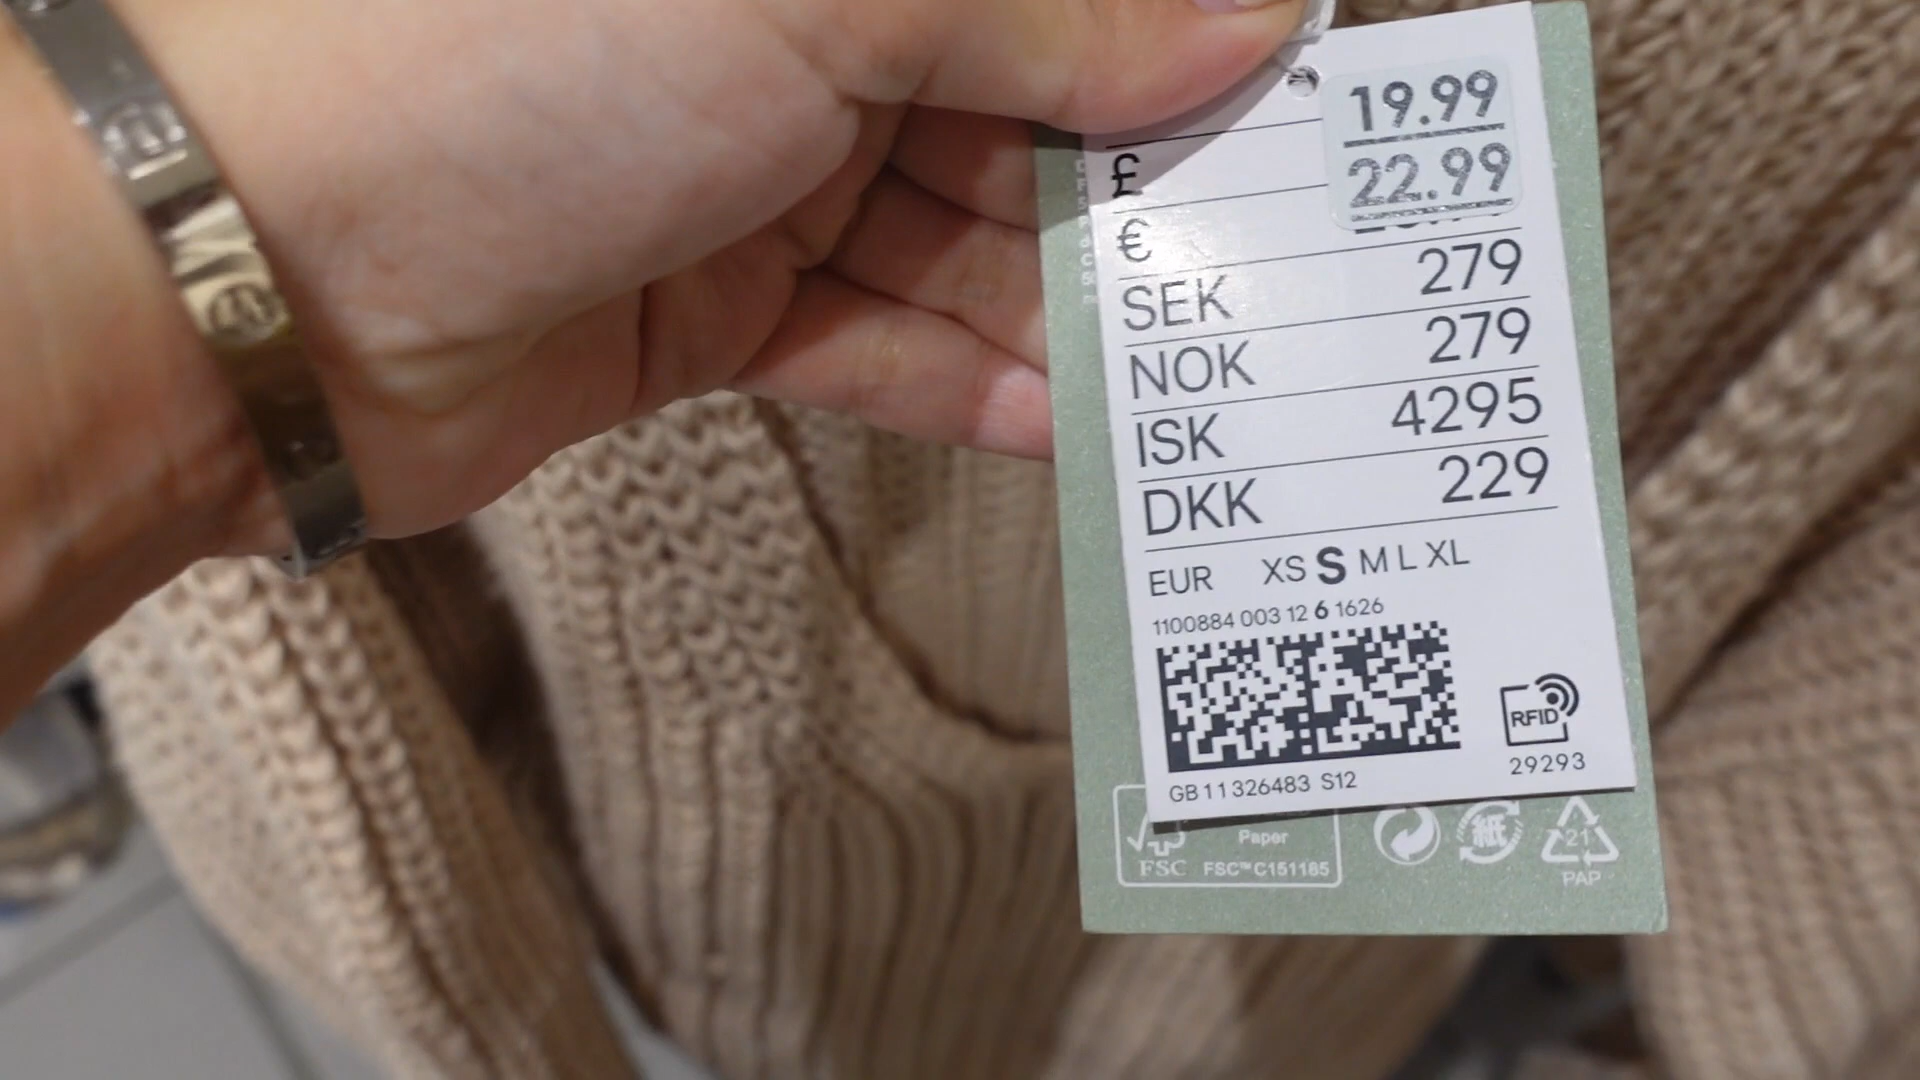 19.99
£ 22.99
€
SEK 279
NOK 279
ISK 4295
DKK 229
EUR XS S M L XL
1100884 003 12 6 1626
RFID
29293
GB 11 326483 S12
Paper
FSC FSC™ C151185
紙
21
PAP